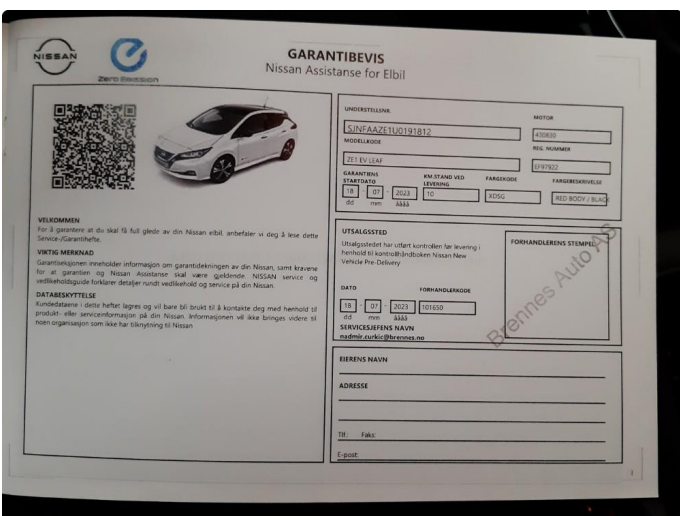 NISSAN
Zero Emission
GARANTIBEVIS
Nissan Assistanse for Elbil
VELKOMMEN
For å garantere at du skal få full glede av din Nissan elbil, anbefaler vi deg å lese dette
Service-/Garantihefte.
VIKTIG MERKNAD
Garantiseksjonen inneholder informasjon om garantidekningen av din Nissan, samt kravene
for at garantien og Nissan Assistanse skal være gjeldende. NISSAN service og
vedlikeholdsguide forklårer detaljer rundt vedlikehold og service på din Nissan.
DATABESKYTTELSE
Kundedataene i dette heftet lagres og vil bare bli brukt til å kontakte deg med henhold til
produkt- eller serviceinformasjon på din Nissan. Informasjonen vil ikke bringes videre til
noen organisasjon som ikke har tilknytning til Nissan
UNDERSTELLSNR.
MOTOR
SJNFAAZE1U0191812
430830
MODELLKODE
REG. NUMMER
ZE1 EV LEAF
EF97922
GARANTIENS
STARTDATO
KM.STAND VED
LEVERING
FARGEKODE
FARGEBESKRIVELSE
18 - 07 - 2023
10
XDSG
RED BODY / BLACK
dd mm åååå
UTSALGSSTED
Utsalgsstedet har utført kontrollen før levering i
henhold til kontrollhåndboken Nissan New
Vehicle Pre-Delivery
FORHANDLERENS STEMPEL
Brennes Auto AS
DATO
FORHANDLERKODE
18 - 07 - 2023
101650
dd mm åååå
SERVICESJEFENS NAVN
nadmir.curkic@brennes.no
EIERENS NAVN
ADRESSE
Tlf.: Faks:
E-post:
1